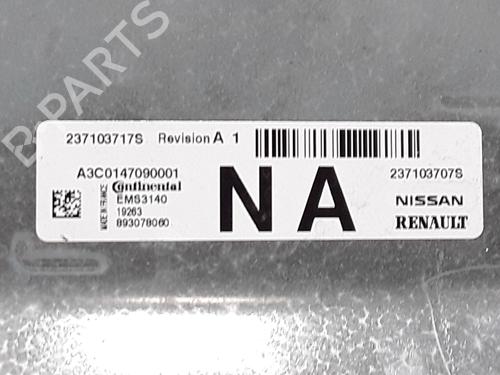 B-PARTS
237103717S Revision A 1
A3C0147090001
Continental
MADE IN FRANCE
EMS3140
19263
893078060
NA
237103707S
NISSAN
RENAULT